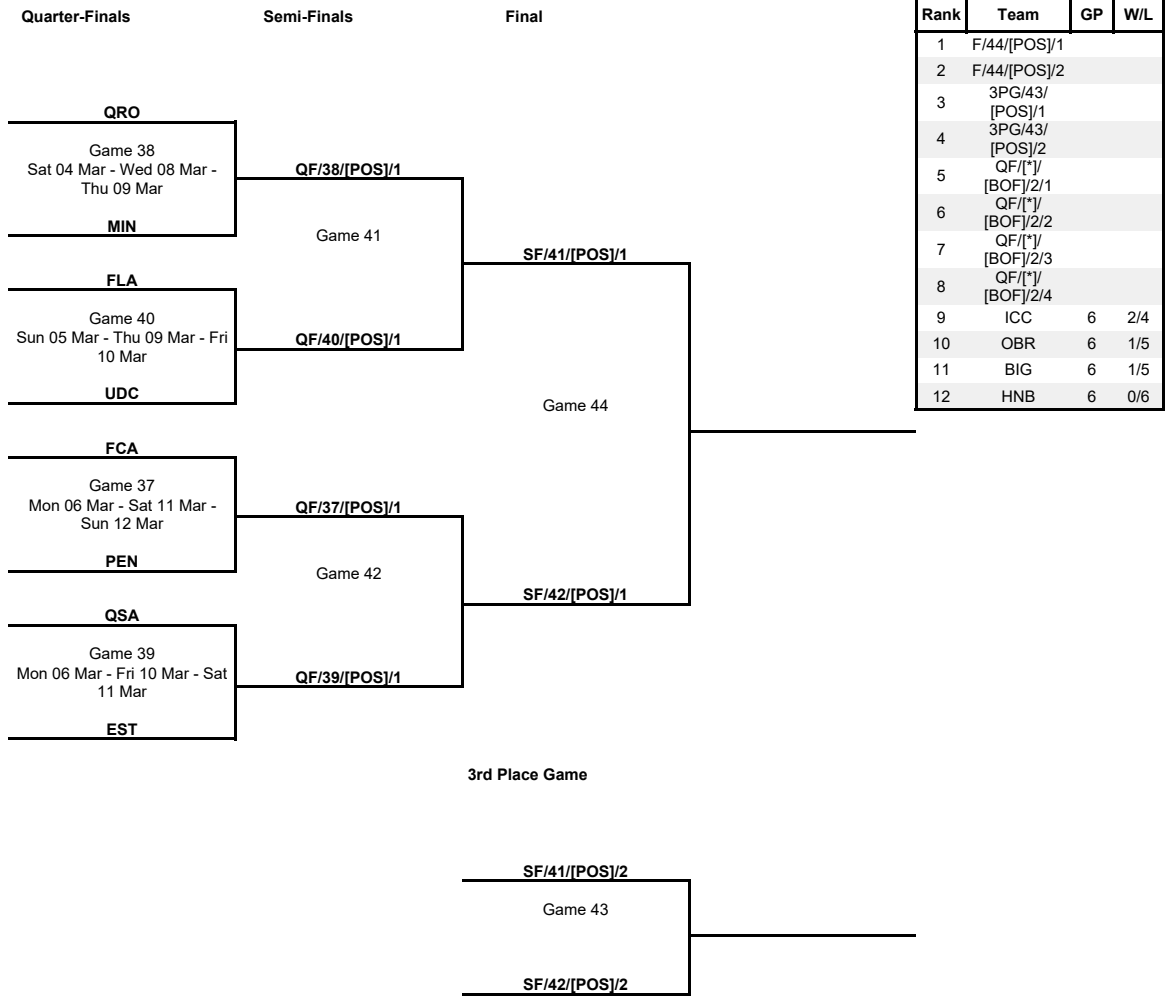 Quarter-Finals Semi-Finals Final
QRO
Game 38
Sat 04 Mar - Wed 08 Mar -
Thu 09 Mar
MIN
QF/38/[POS]/1
Game 41
FLA
Game 40
Sun 05 Mar - Thu 09 Mar - Fri
10 Mar
UDC
QF/40/[POS]/1
SF/41/[POS]/1
Game 44
FCA
Game 37
Mon 06 Mar - Sat 11 Mar -
Sun 12 Mar
PEN
QF/37/[POS]/1
Game 42
QSA
Game 39
Mon 06 Mar - Fri 10 Mar - Sat
11 Mar
EST
QF/39/[POS]/1
SF/42/[POS]/1
3rd Place Game
SF/41/[POS]/2
Game 43
SF/42/[POS]/2
Rank Team GP W/L
1 F/44/[POS]/1
2 F/44/[POS]/2
3 3PG/43/
[POS]/1
4 3PG/43/
[POS]/2
5 QF/[*]/
[BOF]/2/1
6 QF/[*]/
[BOF]/2/2
7 QF/[*]/
[BOF]/2/3
8 QF/[*]/
[BOF]/2/4
9 ICC 6 2/4
10 OBR 6 1/5
11 BIG 6 1/5
12 HNB 6 0/6